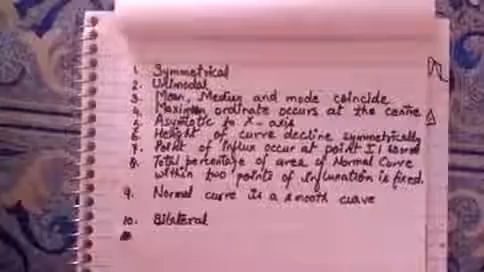 1. Symmetrical
2. Unimodal
3. Mean, Median and mode coincide
4. Maximum ordinate occurs at the centre
5. Asymtotic to X-axis
6. Height of curve decline symmetrically
7. Point of Influx occur at point ±1
8. Total percentage of area of Normal Curve
within two points of influxation is fixed.
9. Normal curve is a smooth curve
10. Bilateral